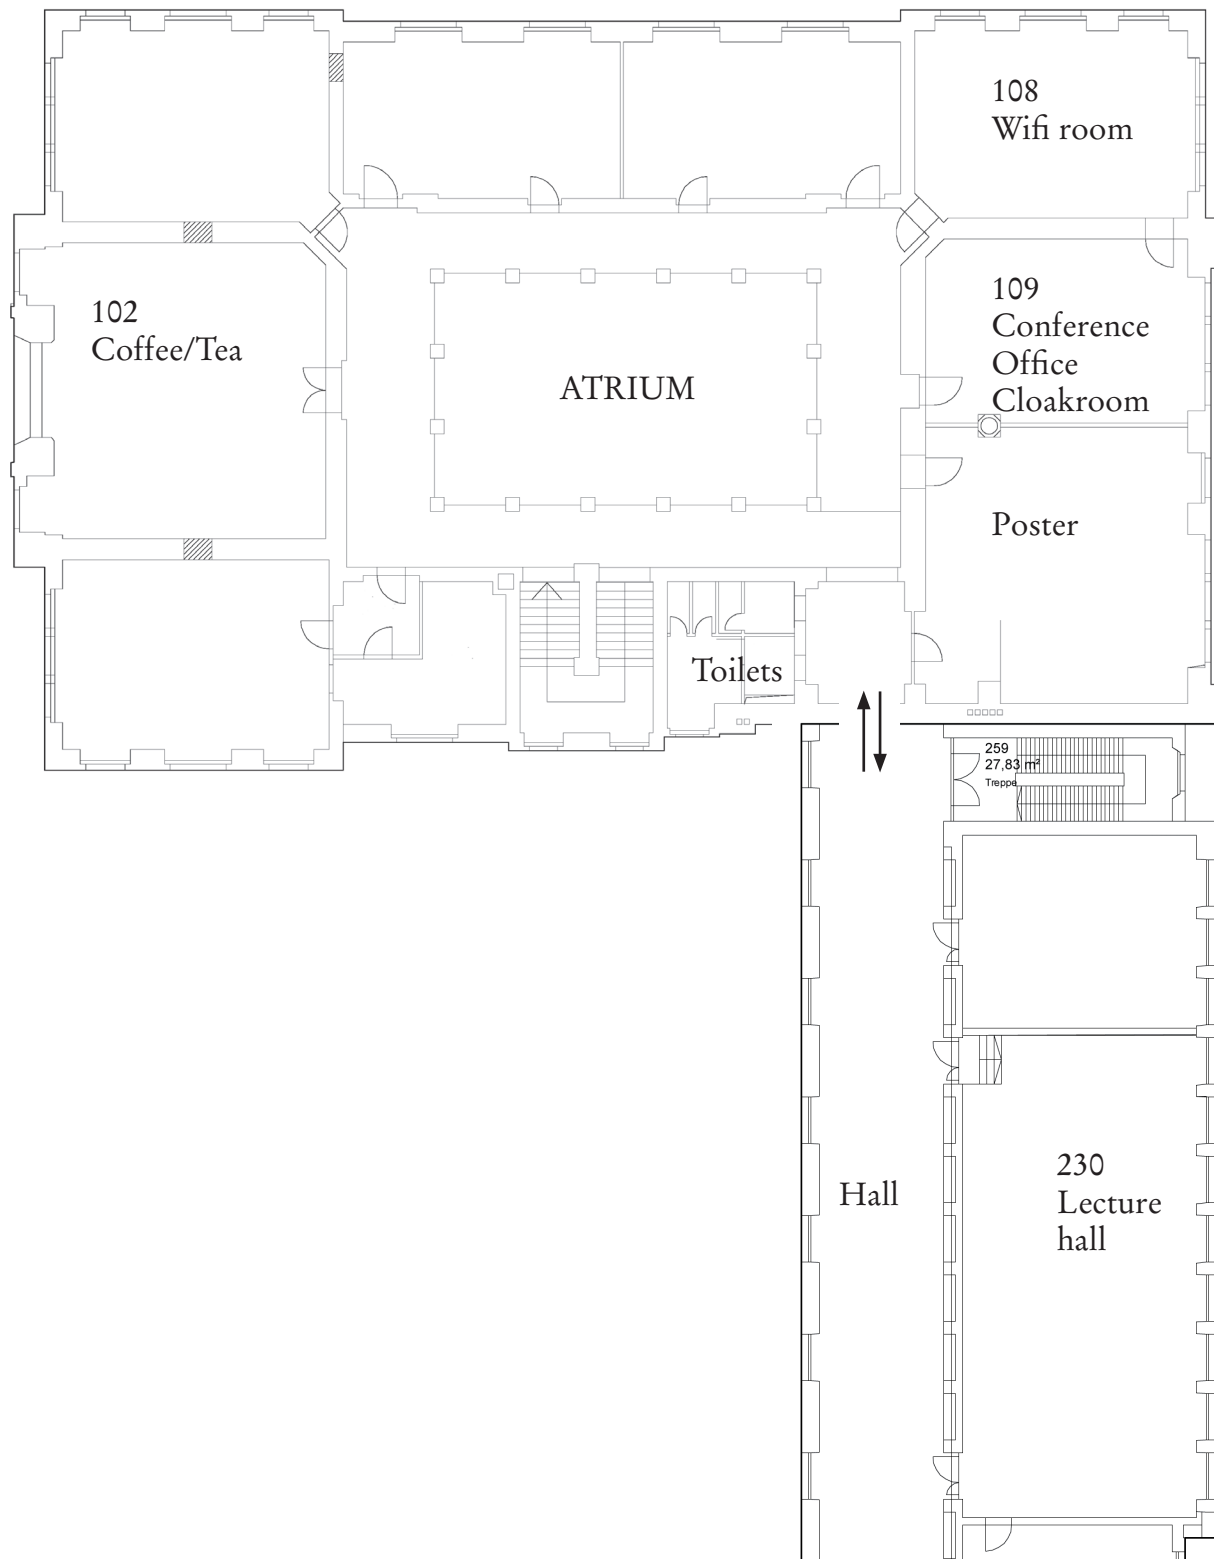 108
Wifi room
102
Coffee/Tea
109
Conference
Office
Cloakroom
ATRIUM
Poster
Toilets
259
27,83 m²
Treppe
230
Lecture
hall
Hall